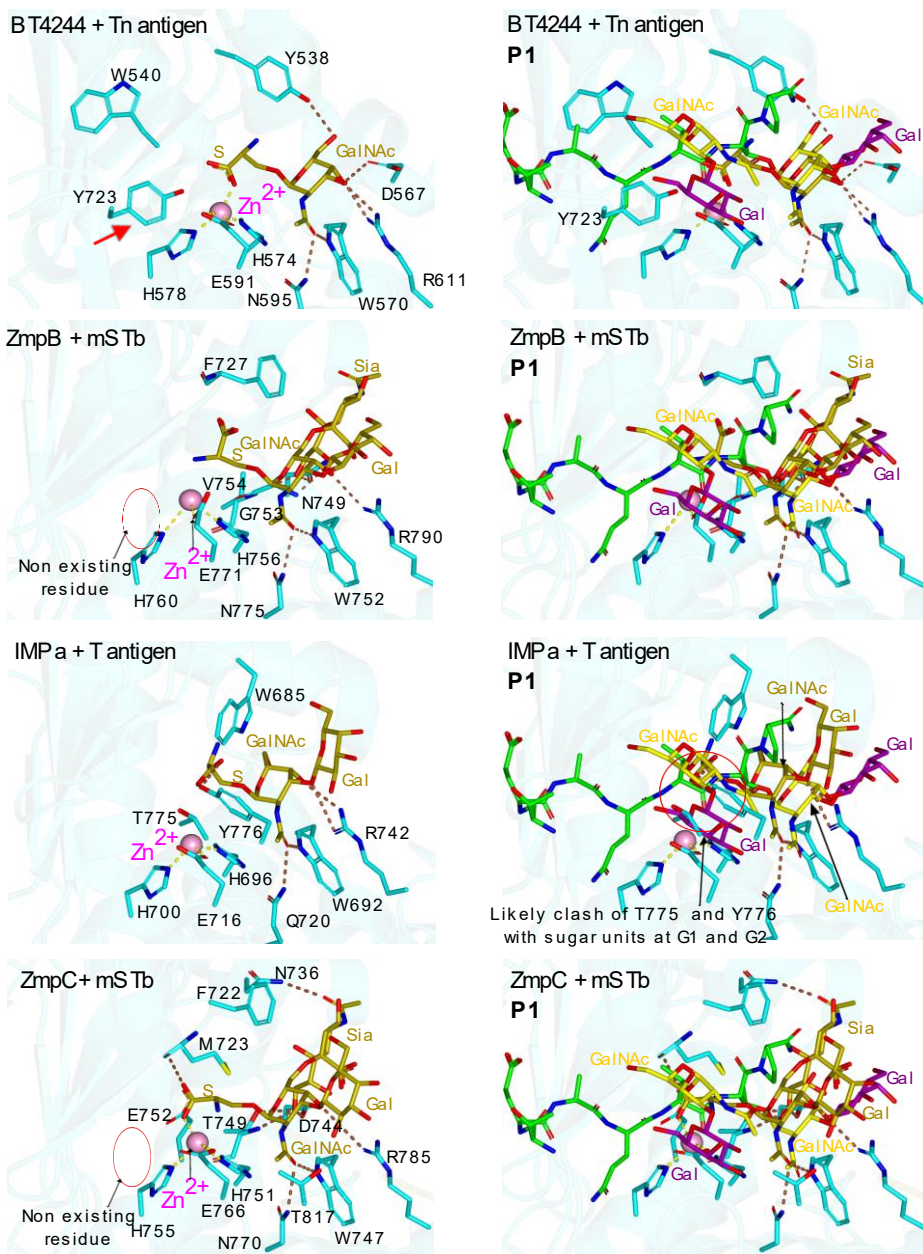 BT4244 + Tn antigen
Y538
W540
S
GalNAc
Y723
Zn2+
D567
H574
H578
E591
N595
R611
W570
BT4244 + Tn antigen
P1
GalNAc
GalNAc
Gal
Y723
Gal
ZmpB + mSTb
F727
Sia
GalNAc
S
Gal
V754
N749
G753
R790
Non existing
residue
Zn2+
H756
E771
H760
W752
N775
ZmpB + mSTb
P1
Sia
GalNAc
Gal
Gal
GalNAc
IMPa + T antigen
W685
GalNAc
S
Gal
T775
Zn2+
Y776
R742
H696
H700
W692
E716
Q720
IMPa + T antigen
P1
GalNAc
Gal
GalNAc
Gal
Gal
Likely clash of T775 and Y776
with sugar units at G1 and G2
GalNAc
ZmpC+ mSTb
N736
F722
M723
Sia
S
Gal
E752
T749
D744
GalNAc
R785
Non existing
residue
Zn2+
H751
H755
E766
T817
N770
W747
ZmpC + mSTb
P1
Sia
GalNAc
Gal
Gal
GalNAc
Gal